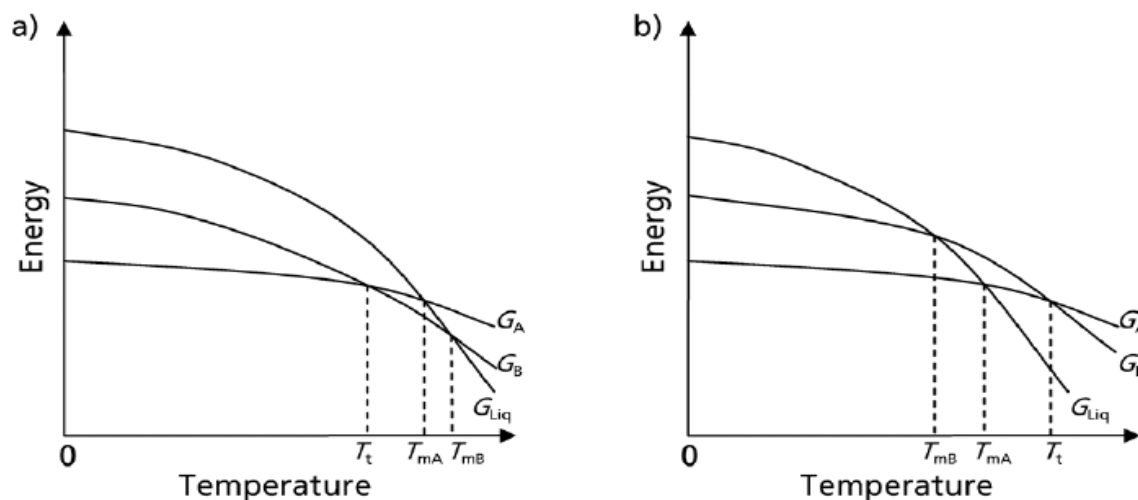 a)
Energy
G_A
G_B
G_Liq
0
T_t
T_mA
T_mB
Temperature
b)
Energy
G_Liq
0
T_mB
T_mA
T_t
Temperature